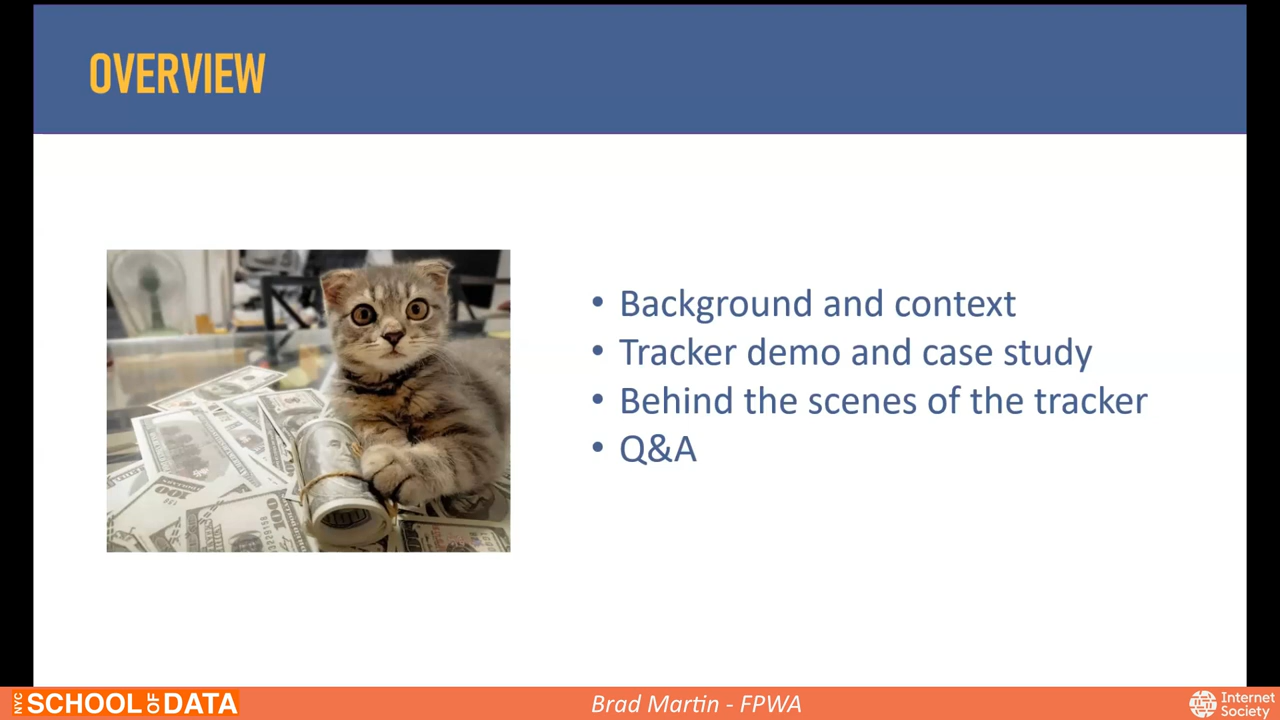 OVERVIEW
• Background and context
• Tracker demo and case study
• Behind the scenes of the tracker
• Q&A
100
NYC SCHOOL OF DATA
Brad Martin - FPWA
Internet
Society